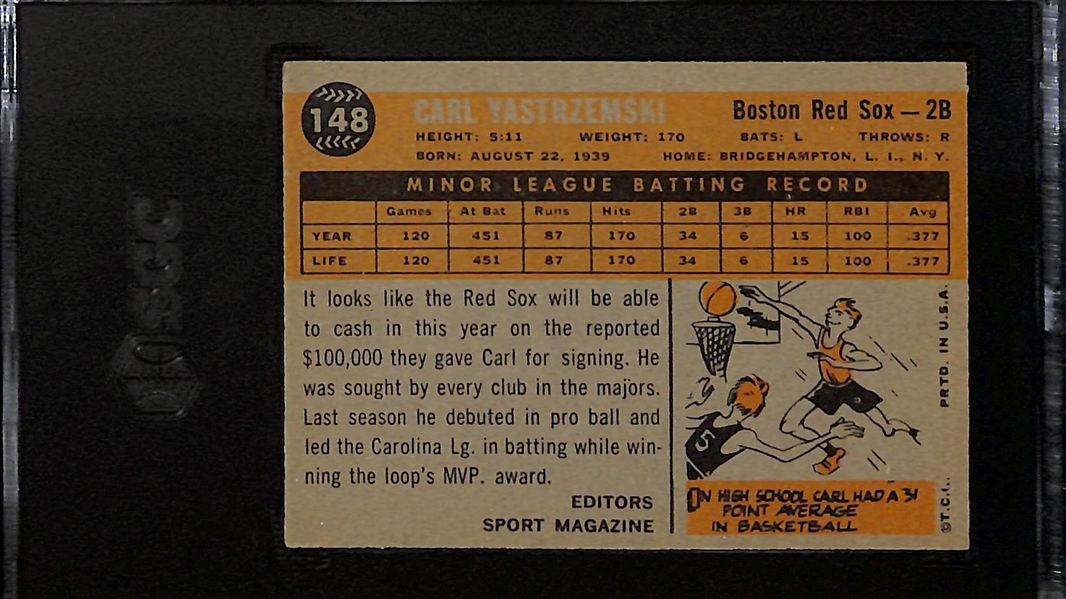 148
CARL YASTRZEMSKI
Boston Red Sox — 2B
HEIGHT: 5:11 WEIGHT: 170 BATS: L THROWS: R
BORN: AUGUST 22, 1939 HOME: BRIDGEHAMPTON, L. I., N. Y.
MINOR LEAGUE BATTING RECORD
Games At Bat Runs Hits 2B 3B HR RBI Avg
YEAR 120 451 87 170 34 6 15 100 .377
LIFE 120 451 87 170 34 6 15 100 .377
It looks like the Red Sox will be able
to cash in this year on the reported
$100,000 they gave Carl for signing. He
was sought by every club in the majors.
Last season he debuted in pro ball and
led the Carolina Lg. in batting while win-
ning the loop's MVP. award.
EDITORS
SPORT MAGAZINE
5
IN HIGH SCHOOL CARL HAD A 31
POINT AVERAGE
IN BASKETBALL
©T.C.I.. PRTD. IN U.S.A.
SGC